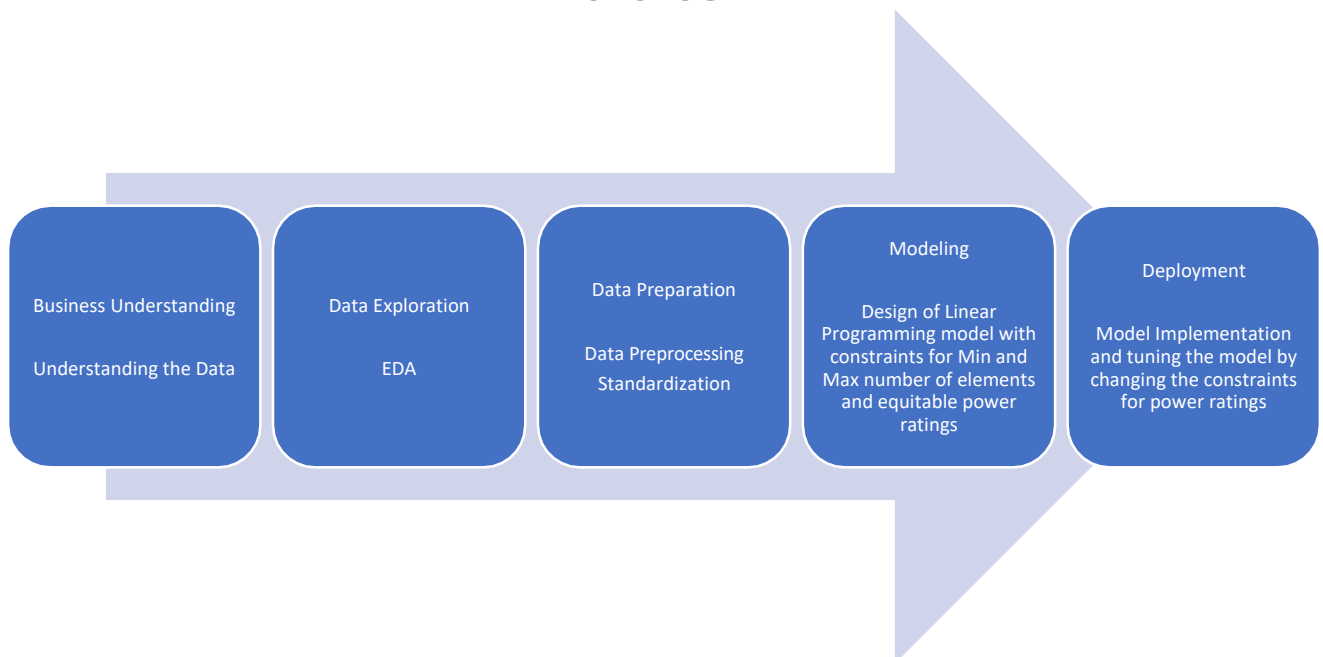 Business Understanding
Understanding the Data
Data Exploration
EDA
Data Preparation
Data Preprocessing
Standardization
Modeling
Design of Linear
Programming model with
constraints for Min and
Max number of elements
and equitable power
ratings
Deployment
Model Implementation
and tuning the model by
changing the constraints
for power ratings